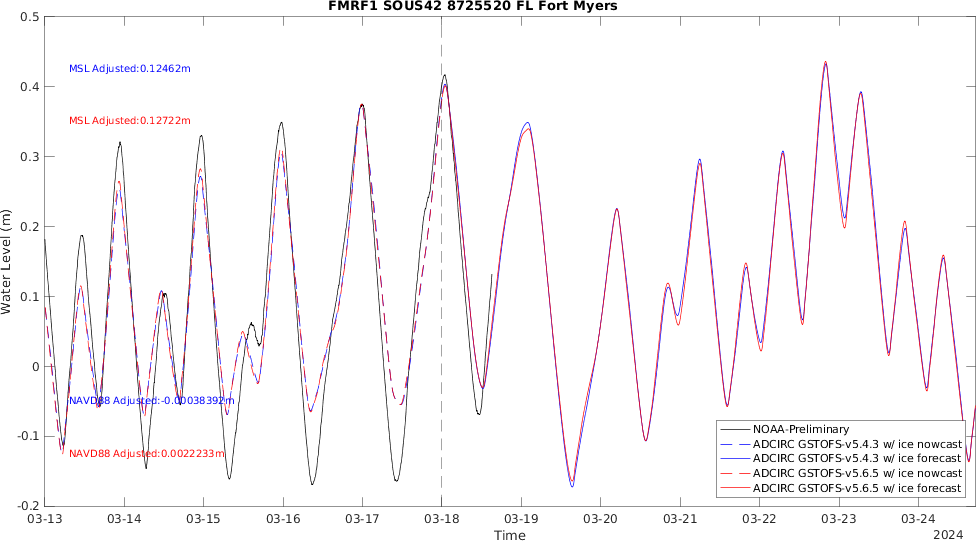 FMRF1 SOUS42 8725520 FL Fort Myers
0.5
0.4
0.3
0.2
0.1
0
-0.1
-0.2
Water Level (m)
MSL Adjusted:0.12462m
MSL Adjusted:0.12722m
NAVD88 Adjusted:-0.00038392m
NAVD88 Adjusted:0.0022233m
NOAA-Preliminary
ADCIRC GSTOFS-v5.4.3 w/ ice nowcast
ADCIRC GSTOFS-v5.4.3 w/ ice forecast
ADCIRC GSTOFS-v5.6.5 w/ ice nowcast
ADCIRC GSTOFS-v5.6.5 w/ ice forecast
03-13 03-14 03-15 03-16 03-17 03-18 03-19 03-20 03-21 03-22 03-23 03-24
Time
2024